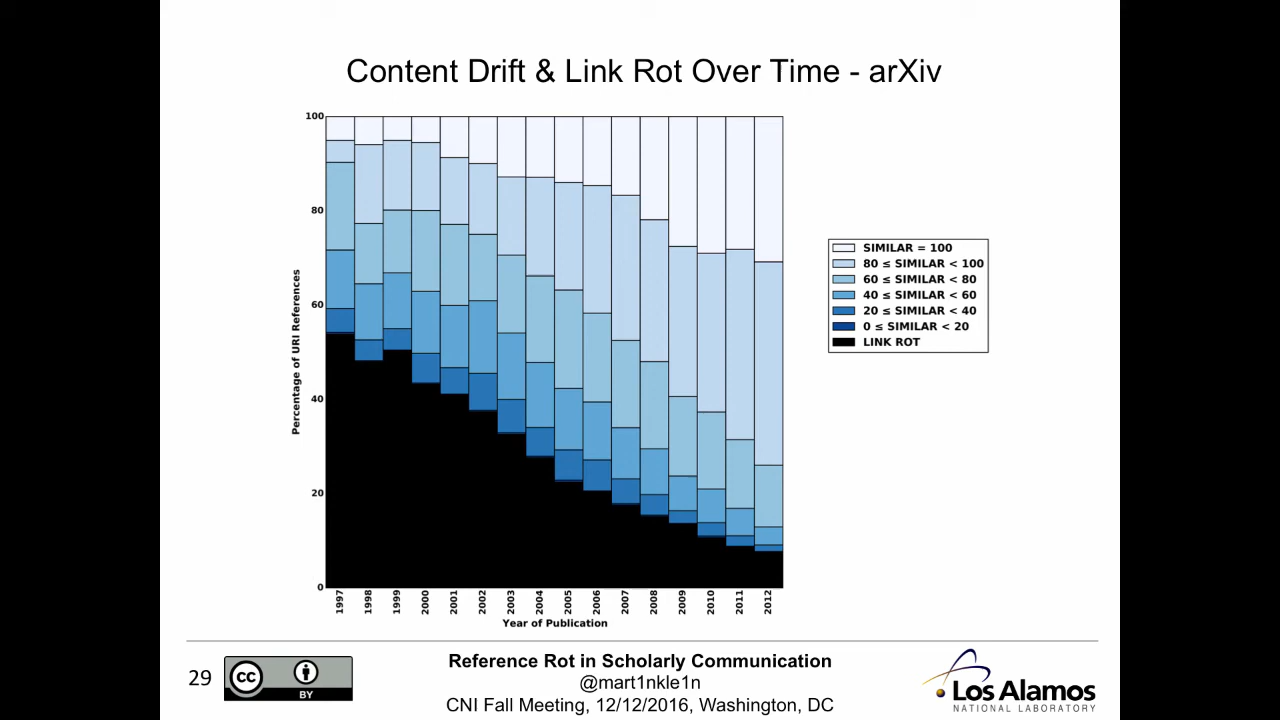 Content Drift & Link Rot Over Time - arXiv
100
80
60
40
20
0
Percentage of URI References
1997
1998
1999
2000
2001
2002
2003
2004
2005
2006
2007
2008
2009
2010
2011
2012
Year of Publication
SIMILAR = 100
80 ≤ SIMILAR < 100
60 ≤ SIMILAR < 80
40 ≤ SIMILAR < 60
20 ≤ SIMILAR < 40
0 ≤ SIMILAR < 20
LINK ROT
29
cc
BY
Reference Rot in Scholarly Communication
@mart1nkle1n
CNI Fall Meeting, 12/12/2016, Washington, DC
Los Alamos
NATIONAL LABORATORY